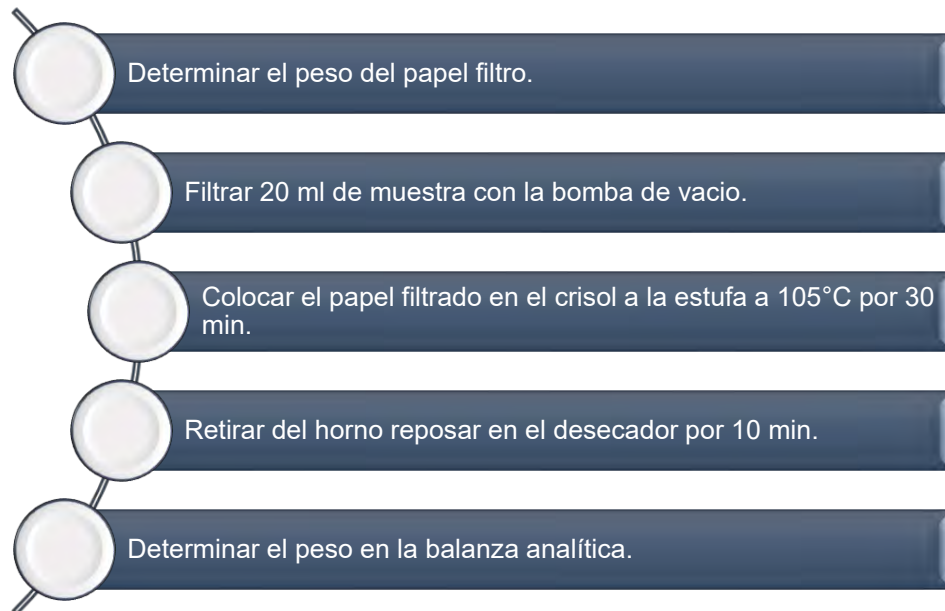 Determinar el peso del papel filtro.
Filtrar 20 ml de muestra con la bomba de vacio.
Colocar el papel filtrado en el crisol a la estufa a 105°C por 30
min.
Retirar del horno reposar en el desecador por 10 min.
Determinar el peso en la balanza analítica.